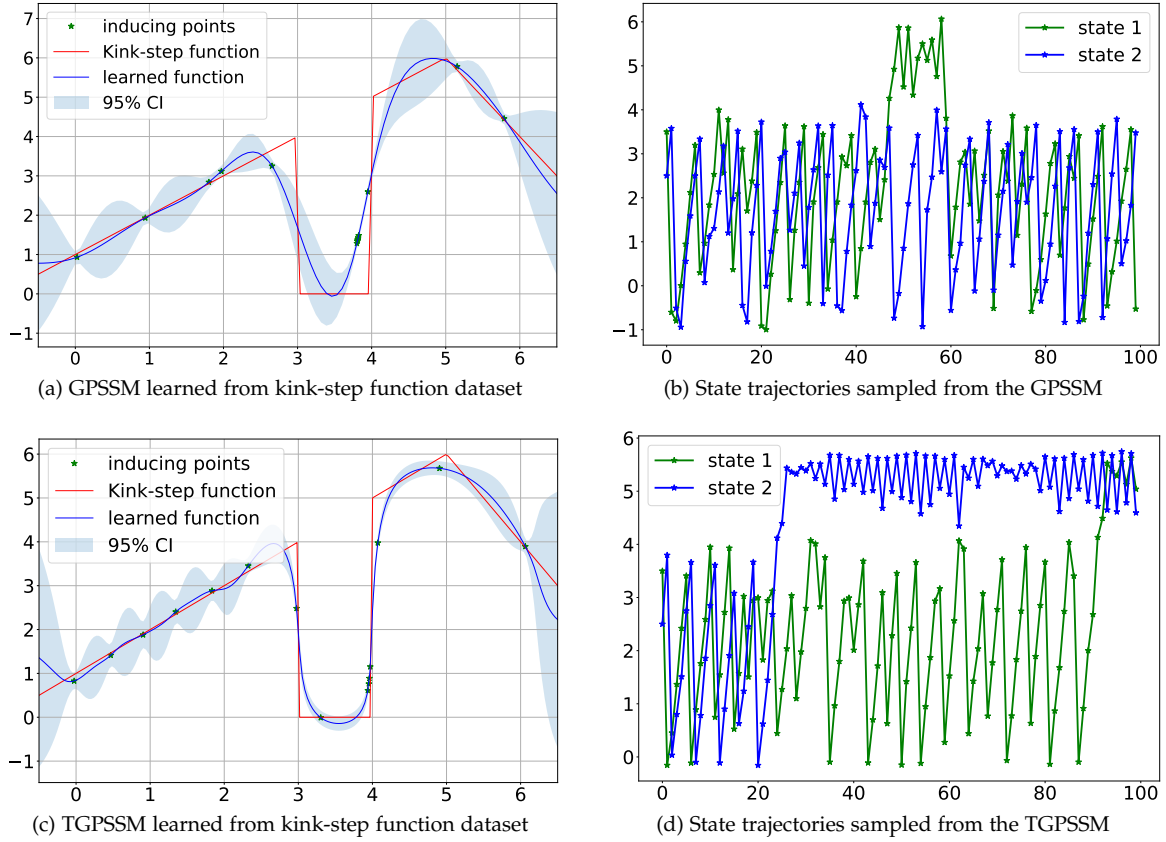 7
6
5
4
3
2
1
0
−1
inducing points
Kink-step function
learned function
95% CI
0 1 2 3 4 5 6
(a) GPSSM learned from kink-step function dataset
6
5
4
3
2
1
0
−1
state 1
state 2
0 20 40 60 80 100
(b) State trajectories sampled from the GPSSM
6
5
4
3
2
1
0
−1
inducing points
Kink-step function
learned function
95% CI
0 1 2 3 4 5 6
(c) TGPSSM learned from kink-step function dataset
6
5
4
3
2
1
0
state 1
state 2
0 20 40 60 80 100
(d) State trajectories sampled from the TGPSSM